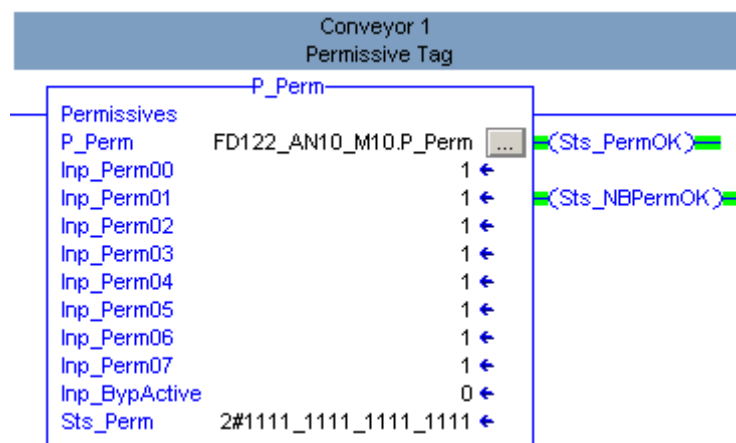 Conveyor 1
Permissive Tag
P_Perm
Permissives
P_Perm FD122_AN10_M10.P_Perm ... (Sts_PermOK)
Inp_Perm00 1
Inp_Perm01 1 (Sts_NBPermOK)
Inp_Perm02 1
Inp_Perm03 1
Inp_Perm04 1
Inp_Perm05 1
Inp_Perm06 1
Inp_Perm07 1
Inp_BypActive 0
Sts_Perm 2#1111_1111_1111_1111